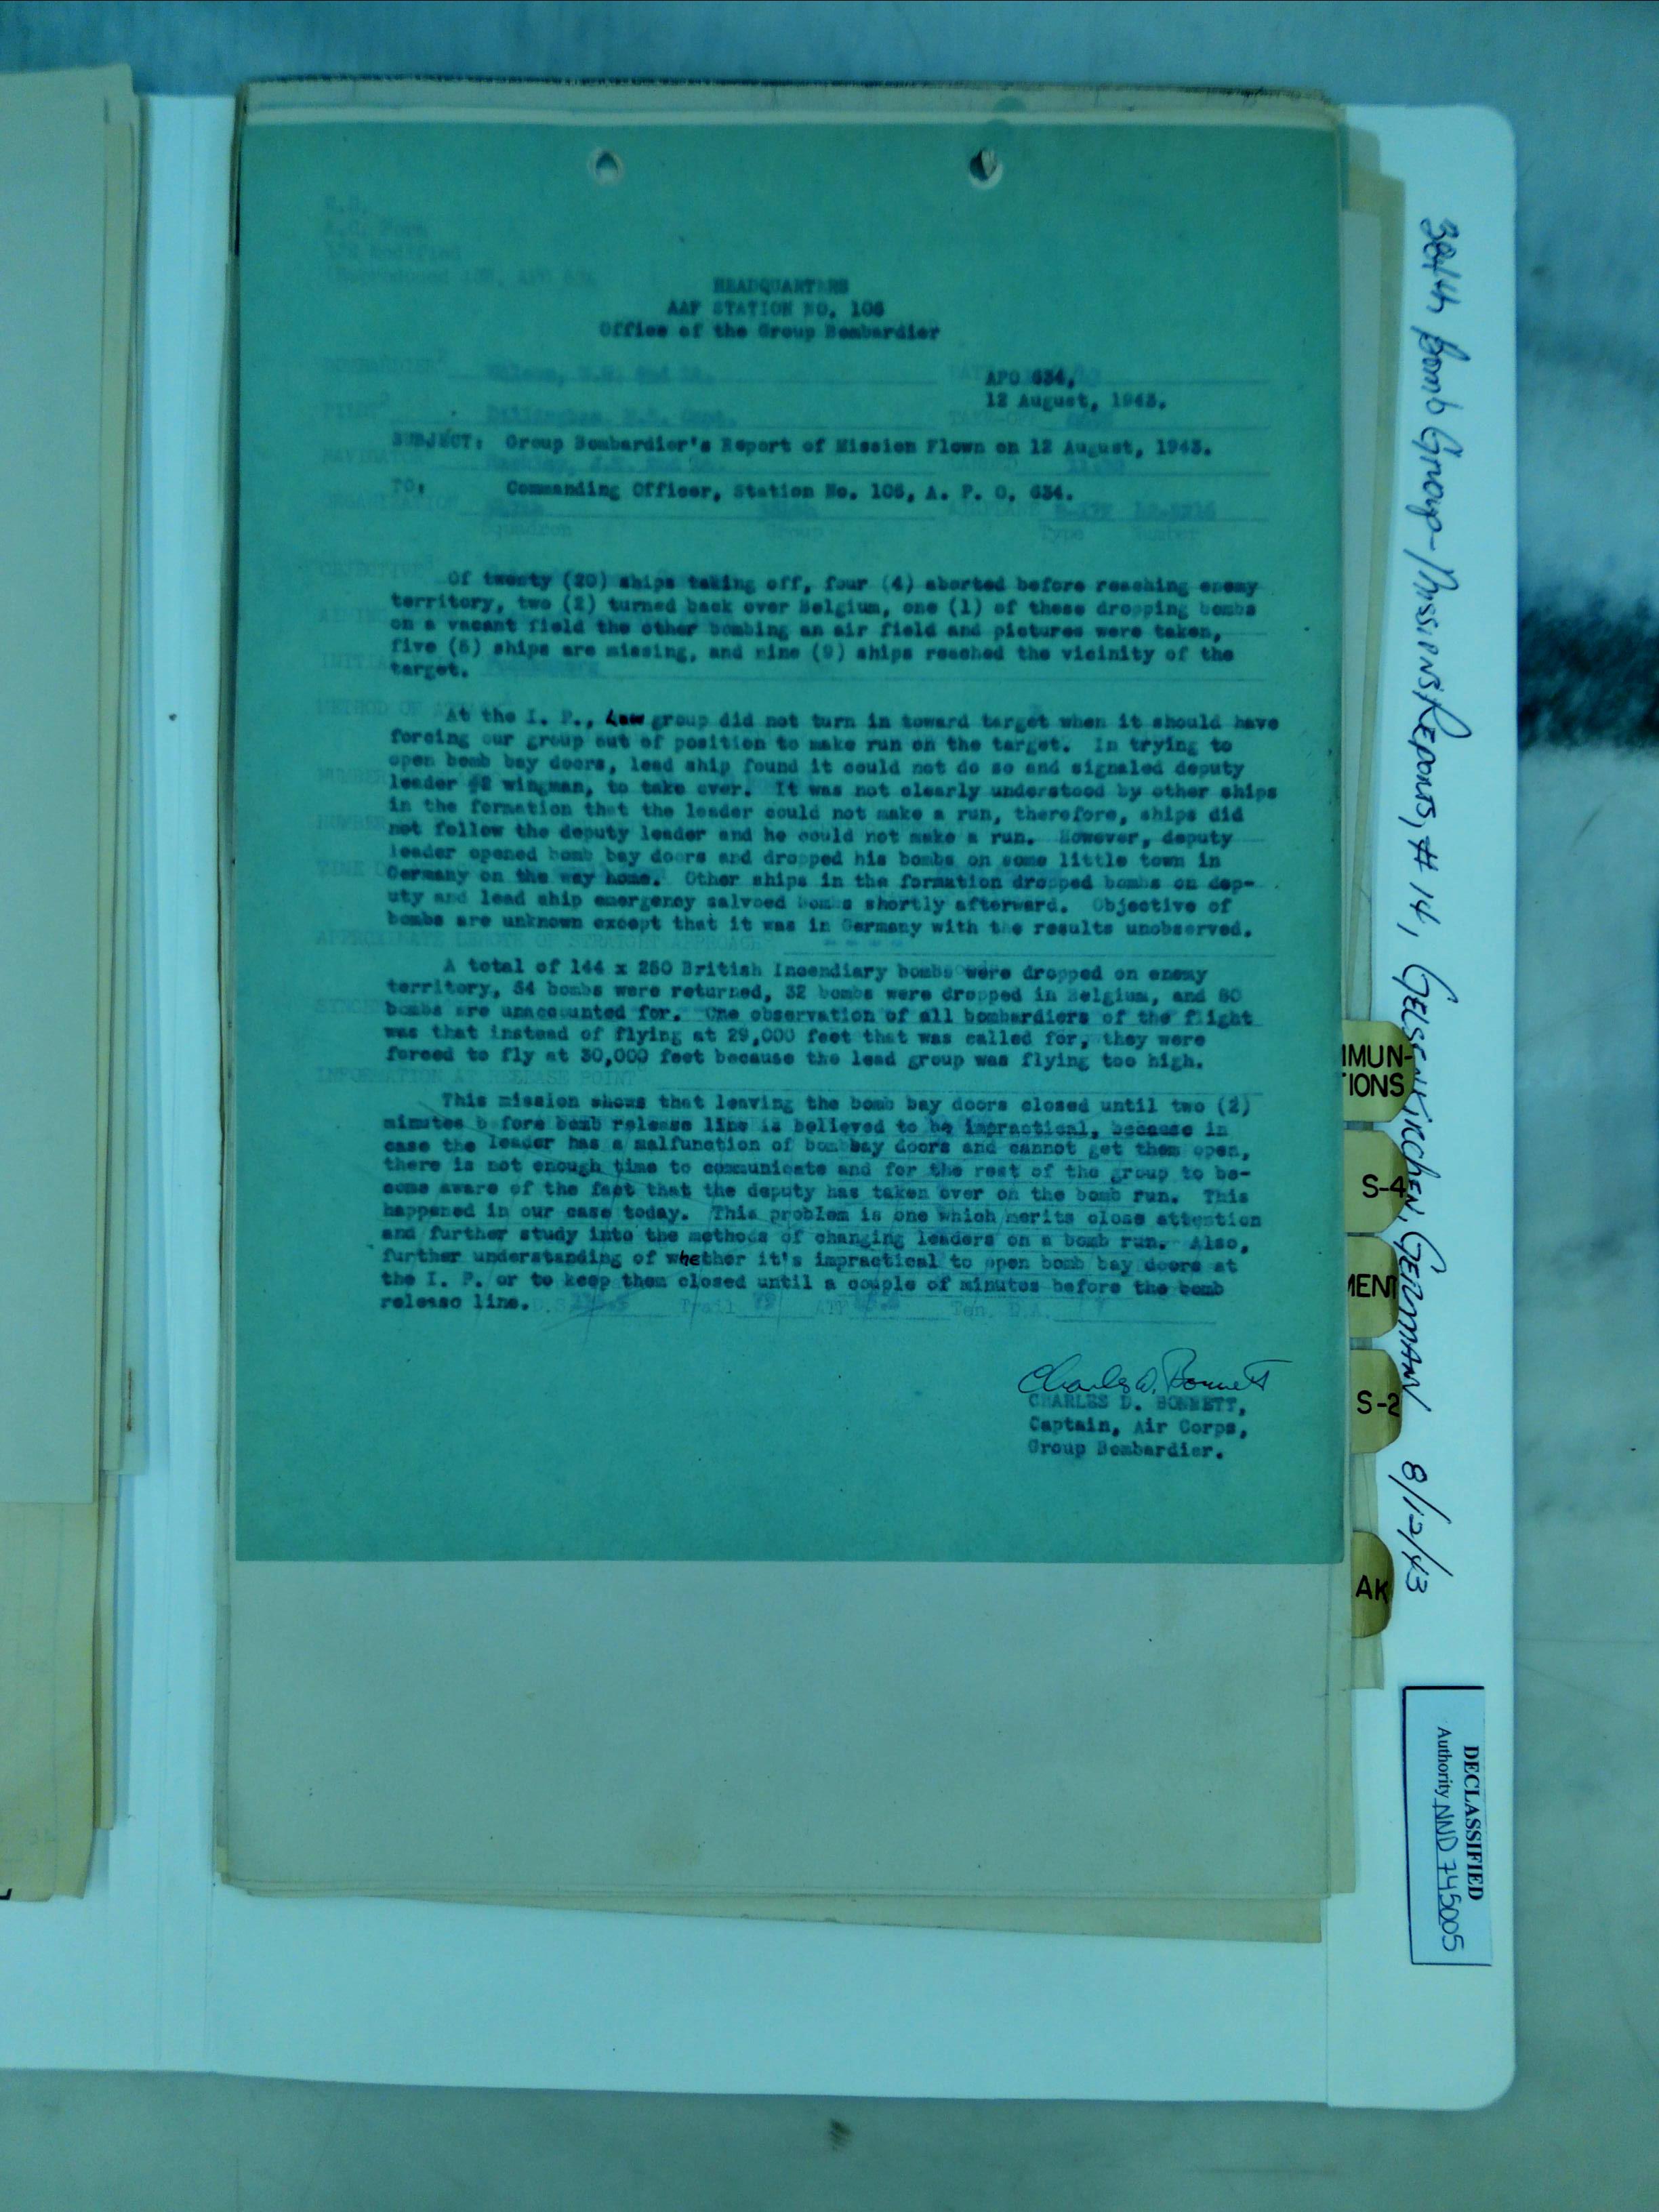 HEADQUARTERS
AAF STATION NO. 106
Office of the Group Bombardier
APO 634,
12 August, 1943.
SUBJECT: Group Bombardier's Report of Mission Flown on 12 August, 1943.
TO: Commanding Officer, Station No. 106, A. P. O. 634.
Of twenty (20) ships taking off, four (4) aborted before reaching enemy
territory, two (2) turned back over Belgium, one (1) of these dropping bombs
on a vacant field the other bombing an air field and pictures were taken,
five (5) ships are missing, and nine (9) ships reached the vicinity of the
target.
At the I. P., Low group did not turn in toward target when it should have
forcing our group out of position to make run on the target. In trying to
open bomb bay doors, lead ship found it could not do so and signaled deputy
leader #2 wingman, to take over. It was not clearly understood by other ships
in the formation that the leader could not make a run, therefore, ships did
not follow the deputy leader and he could not make a run. However, deputy
leader opened bomb bay doors and dropped his bombs on some little town in
Germany on the way home. Other ships in the formation dropped bombs on dep-
uty and lead ship emergency salvoed bombs shortly afterward. Objective of
bombs are unknown except that it was in Germany with the results unobserved.
A total of 144 x 250 British Incendiary bombs were dropped on enemy
territory, 64 bombs were returned, 32 bombs were dropped in Belgium, and 80
bombs are unaccounted for. One observation of all bombardiers of the flight
was that instead of flying at 29,000 feet that was called for, they were
forced to fly at 30,000 feet because the lead group was flying too high.
This mission shows that leaving the bomb bay doors closed until two (2)
minutes b fore bomb release line is believed to be impractical, because in
case the leader has a malfunction of bombbay doors and cannot get them open,
there is not enough time to communicate and for the rest of the group to be-
come aware of the fact that the deputy has taken over on the bomb run. This
happened in our case today. This problem is one which merits close attention
and further study into the methods of changing leaders on a bomb run. Also,
further understanding of whether it's impractical to open bomb bay doors at
the I. P. or to keep them closed until a couple of minutes before the bomb
release line.
Charles D. Bonnett
CHARLES D. BONNETT,
Captain, Air Corps,
Group Bombardier.
384th Bomb Group-Missions Reports, # 14, GELSENKIRCHEN, GERMANY 8/12/43
MUN-
TIONS
S-4
MENT
S-2
AK
DECLASSIFIED
Authority NND 745005